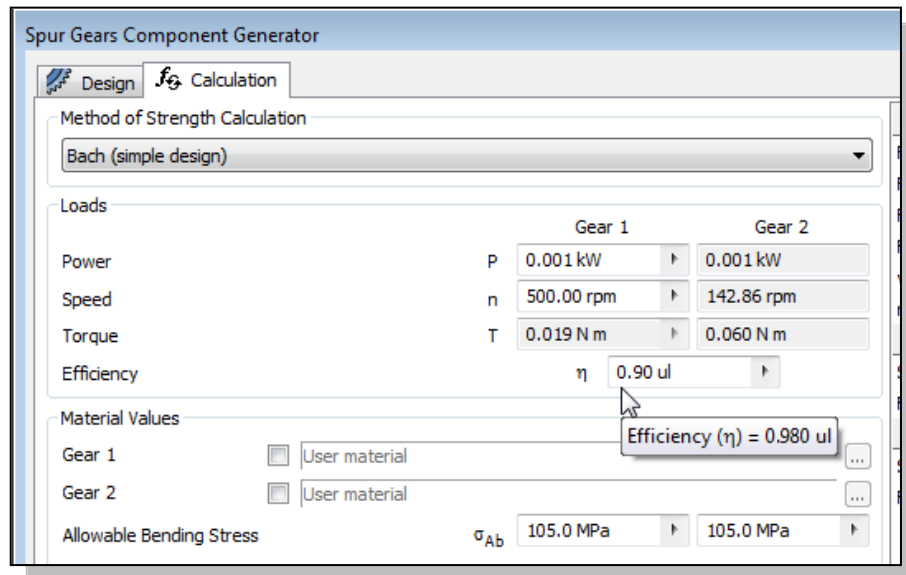 Spur Gears Component Generator
Design Calculation
Method of Strength Calculation
Bach (simple design)
Loads
Gear 1 Gear 2
Power P 0.001 kW 0.001 kW
Speed n 500.00 rpm 142.86 rpm
Torque T 0.019 N m 0.060 N m
Efficiency η 0.90 ul
Efficiency (η) = 0.980 ul
Material Values
Gear 1 User material ...
Gear 2 User material ...
Allowable Bending Stress σAb 105.0 MPa 105.0 MPa